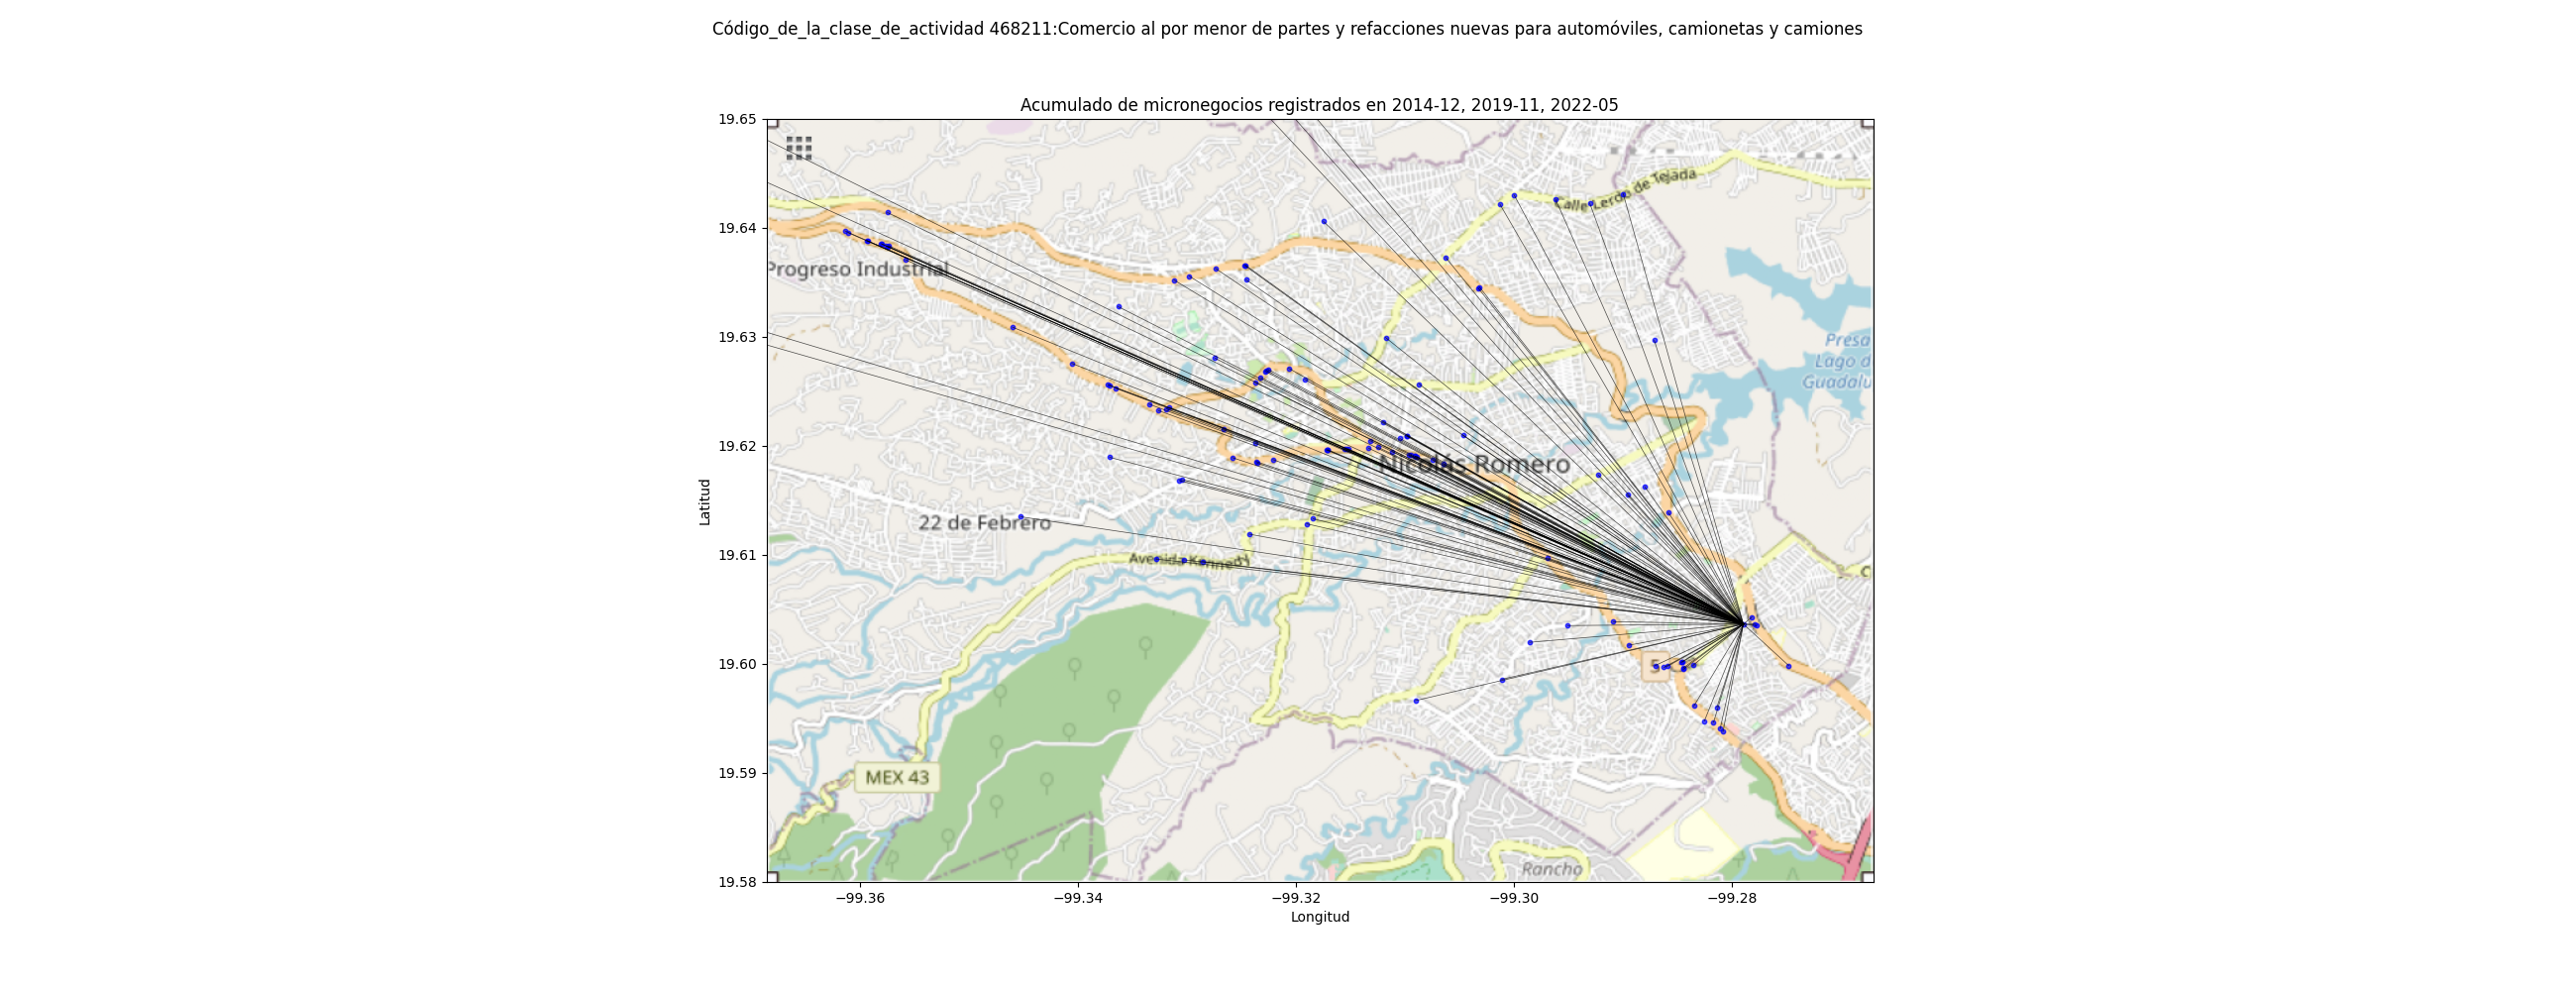 Código_de_la_clase_de_actividad 468211:Comercio al por menor de partes y refacciones nuevas para automóviles, camionetas y camiones
Acumulado de micronegocios registrados en 2014-12, 2019-11, 2022-05
19.65
19.64
19.63
19.62
19.61
19.60
19.59
19.58
Latitud
Calle Lerdo de Tejada
Progreso Industrial
Presa
Lago d
Guadalu
Nicolás Romero
22 de Febrero
Avenida Kennedy
C
5
MEX 43
Rancho
−99.36
−99.34
−99.32
−99.30
−99.28
Longitud